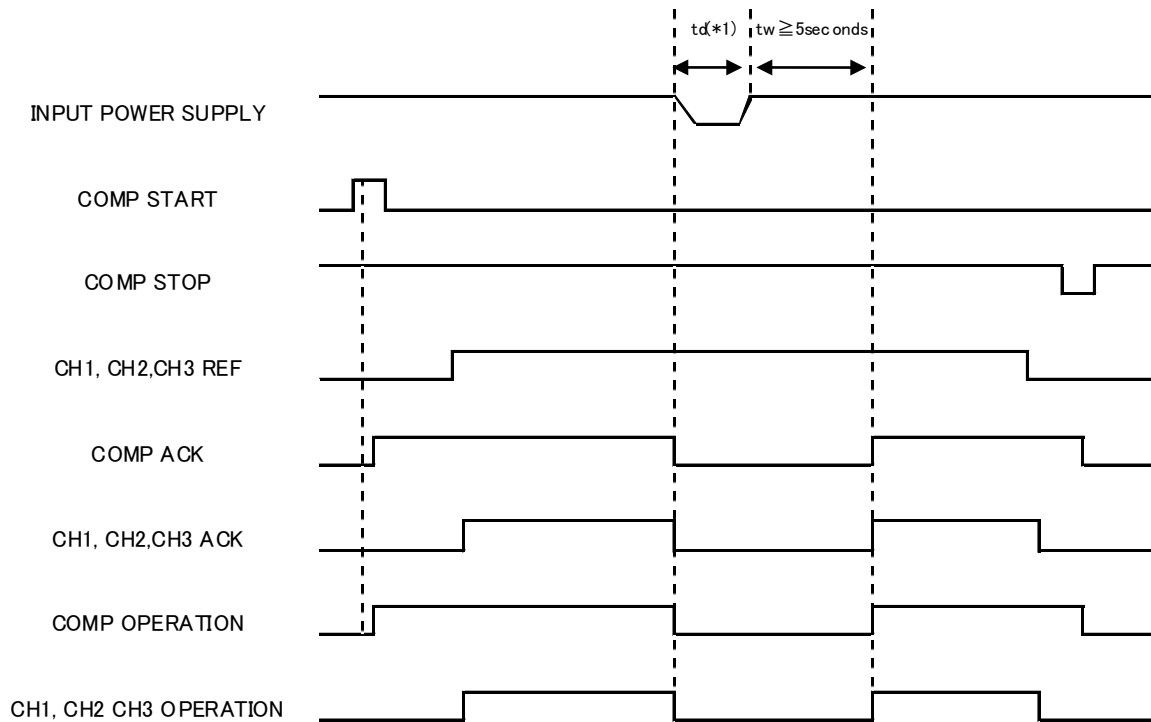 td(*1) tw≧5seconds
INPUT POWER SUPPLY
COMP START
COMP STOP
CH1, CH2,CH3 REF
COMP ACK
CH1, CH2,CH3 ACK
COMP OPERATION
CH1, CH2 CH3 OPERATION